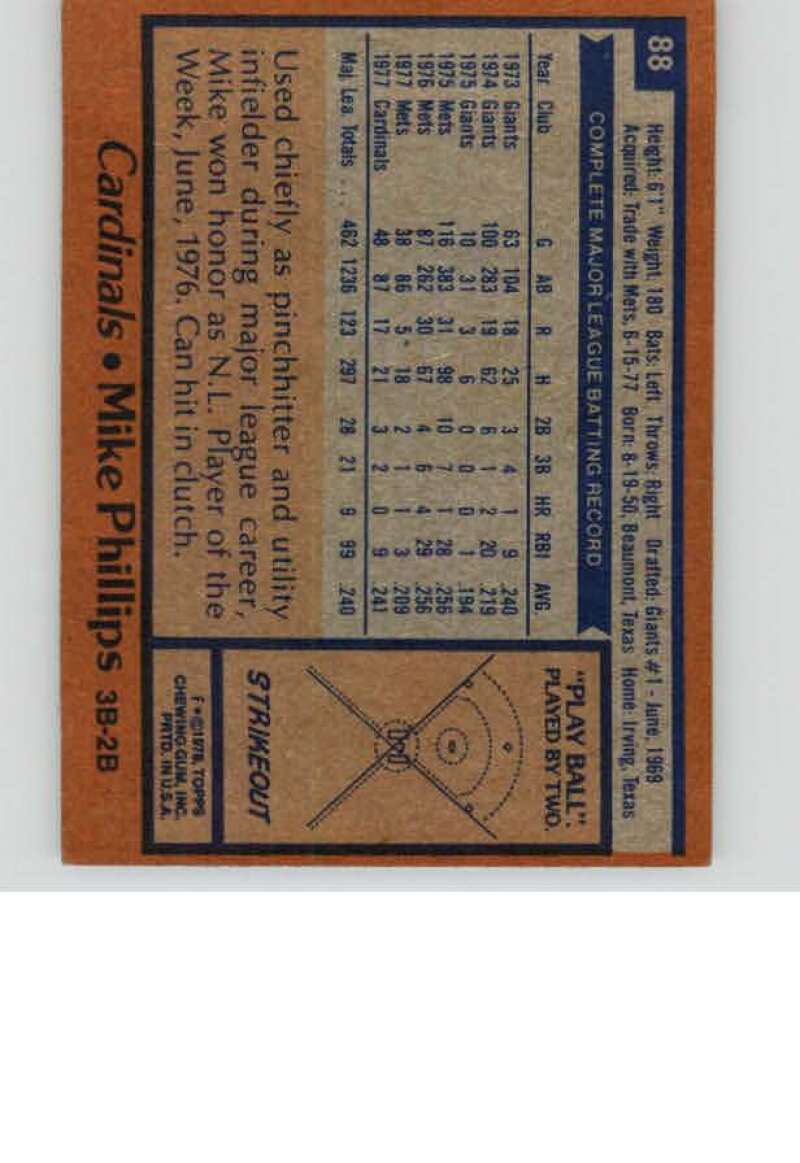 88
Height: 6'1" Weight: 180 Bats: Left Throws: Right Drafted: Giants #1 - June, 1969
Acquired: Trade with Mets, 6-15-77 Born: 8-19-50, Beaumont, Texas Home: Irving, Texas
COMPLETE MAJOR LEAGUE BATTING RECORD
Year Club G AB R H 2B 3B HR RBI AVG.
1973 Giants 63 104 18 25 3 4 1 9 .240
1974 Giants 100 283 19 62 6 1 2 20 .219
1975 Giants 10 31 3 6 0 0 0 1 .194
1975 Mets 116 383 31 98 10 7 1 28 .256
1976 Mets 87 262 30 67 4 6 4 29 .256
1977 Mets 38 86 5 18 2 1 1 3 .209
1977 Cardinals 48 87 17 21 3 2 0 9 .241
Maj. Lea. Totals ... 462 1236 123 297 28 21 9 99 .240
Used chiefly as pinchhitter and utility
infielder during major league career,
Mike won honor as N.L. Player of the
Week, June, 1976. Can hit in clutch.
"PLAY BALL".
PLAYED BY TWO.
STRIKEOUT
F*©1978, TOPPS
CHEWING GUM, INC.
PRTD. IN U.S.A.
Cardinals • Mike Phillips 3B-2B